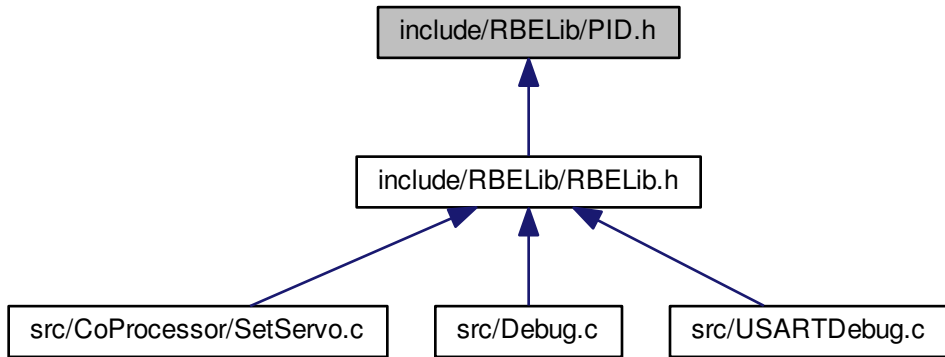 include/RBELib/PID.h
include/RBELib/RBELib.h
src/CoProcessor/SetServo.c
src/Debug.c
src/USARTDebug.c